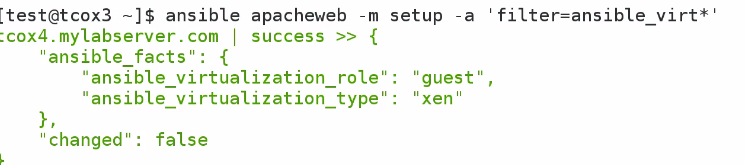 [test@tcox3 ~]$ ansible apacheweb -m setup -a 'filter=ansible_virt*'
tcox4.mylabserver.com | success >> {
    "ansible_facts": {
        "ansible_virtualization_role": "guest",
        "ansible_virtualization_type": "xen"
    },
    "changed": false
}